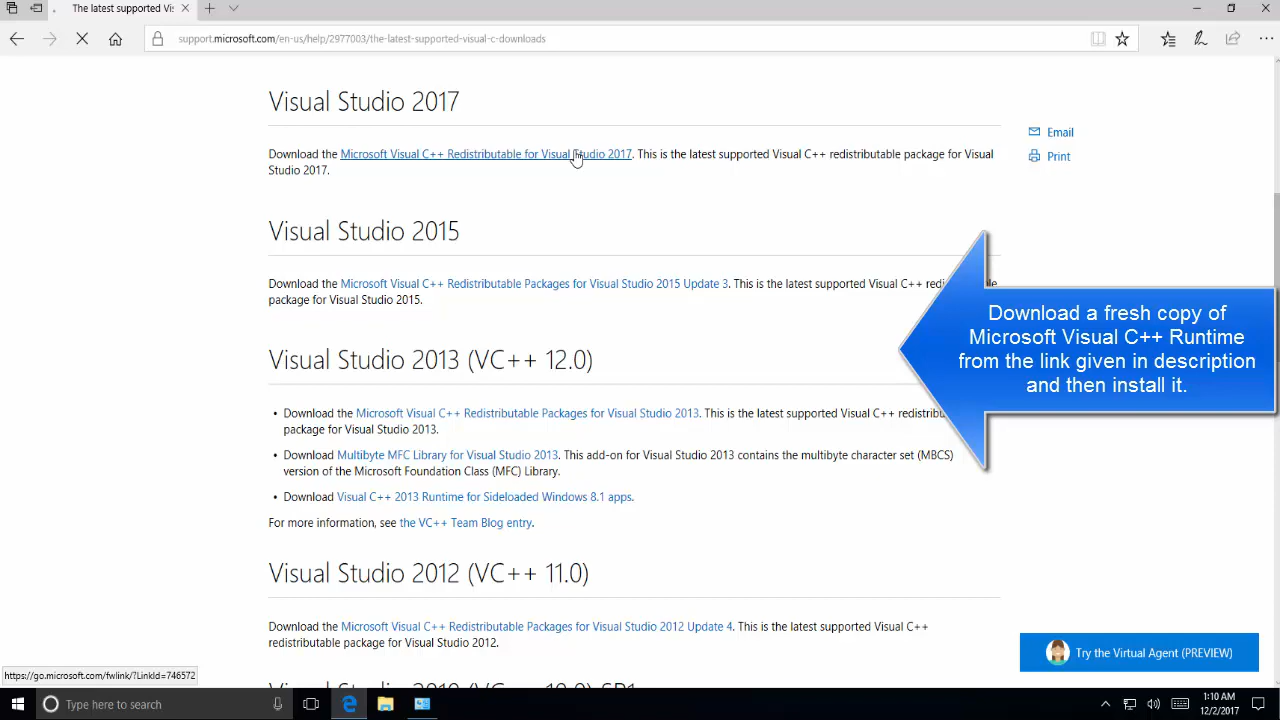 The latest supported Vis
support.microsoft.com/en-us/help/2977003/the-latest-supported-visual-c-downloads
Visual Studio 2017
Email
Download the Microsoft Visual C++ Redistributable for Visual Studio 2017. This is the latest supported Visual C++ redistributable package for Visual
Print
Studio 2017.
Visual Studio 2015
Download the Microsoft Visual C++ Redistributable Packages for Visual Studio 2015 Update 3. This is the latest supported Visual C++
package for Visual Studio 2015.
Download a fresh copy of
Microsoft Visual C++ Runtime
from the link given in description
and then install it.
Visual Studio 2013 (VC++ 12.0)
• Download the Microsoft Visual C++ Redistributable Packages for Visual Studio 2013. This is the latest supported Visual C++ redistribu
package for Visual Studio 2013.
• Download Multibyte MFC Library for Visual Studio 2013. This add-on for Visual Studio 2013 contains the multibyte character set (MBCS)
version of the Microsoft Foundation Class (MFC) Library.
• Download Visual C++ 2013 Runtime for Sideloaded Windows 8.1 apps.
For more information, see the VC++ Team Blog entry.
Visual Studio 2012 (VC++ 11.0)
Download the Microsoft Visual C++ Redistributable Packages for Visual Studio 2012 Update 4. This is the latest supported Visual C++
redistributable package for Visual Studio 2012.
Try the Virtual Agent (PREVIEW)
https://go.microsoft.com/fwlink/?LinkId=746572
Type here to search
1:10 AM
12/2/2017